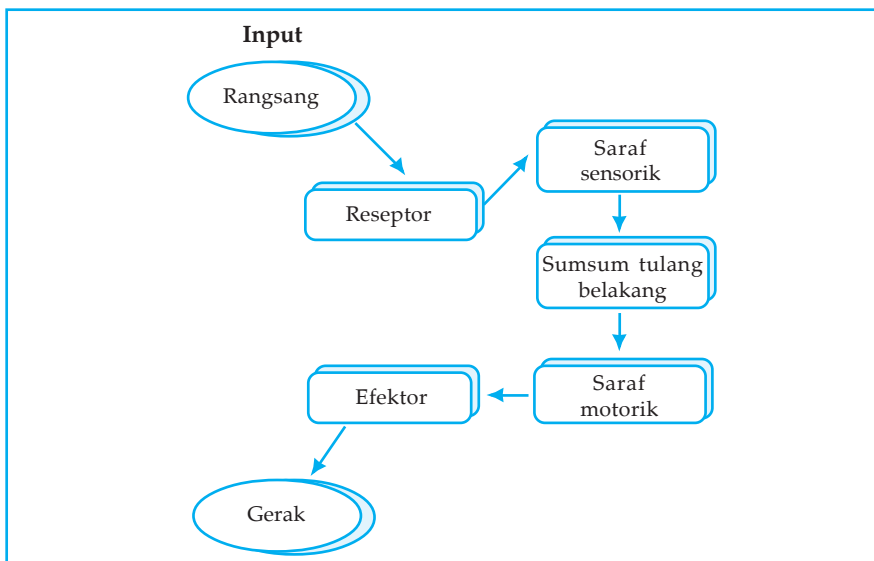 Input
Rangsang
Reseptor
Saraf
sensorik
Sumsum tulang
belakang
Saraf
motorik
Efektor
Gerak